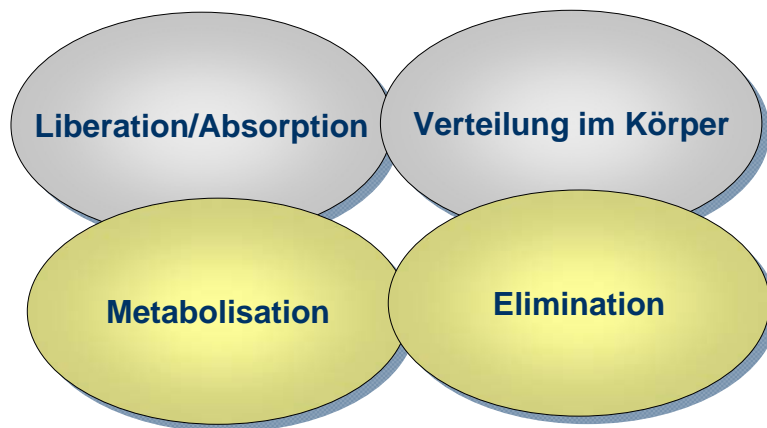 Liberation/Absorption
Verteilung im Körper
Metabolisation
Elimination